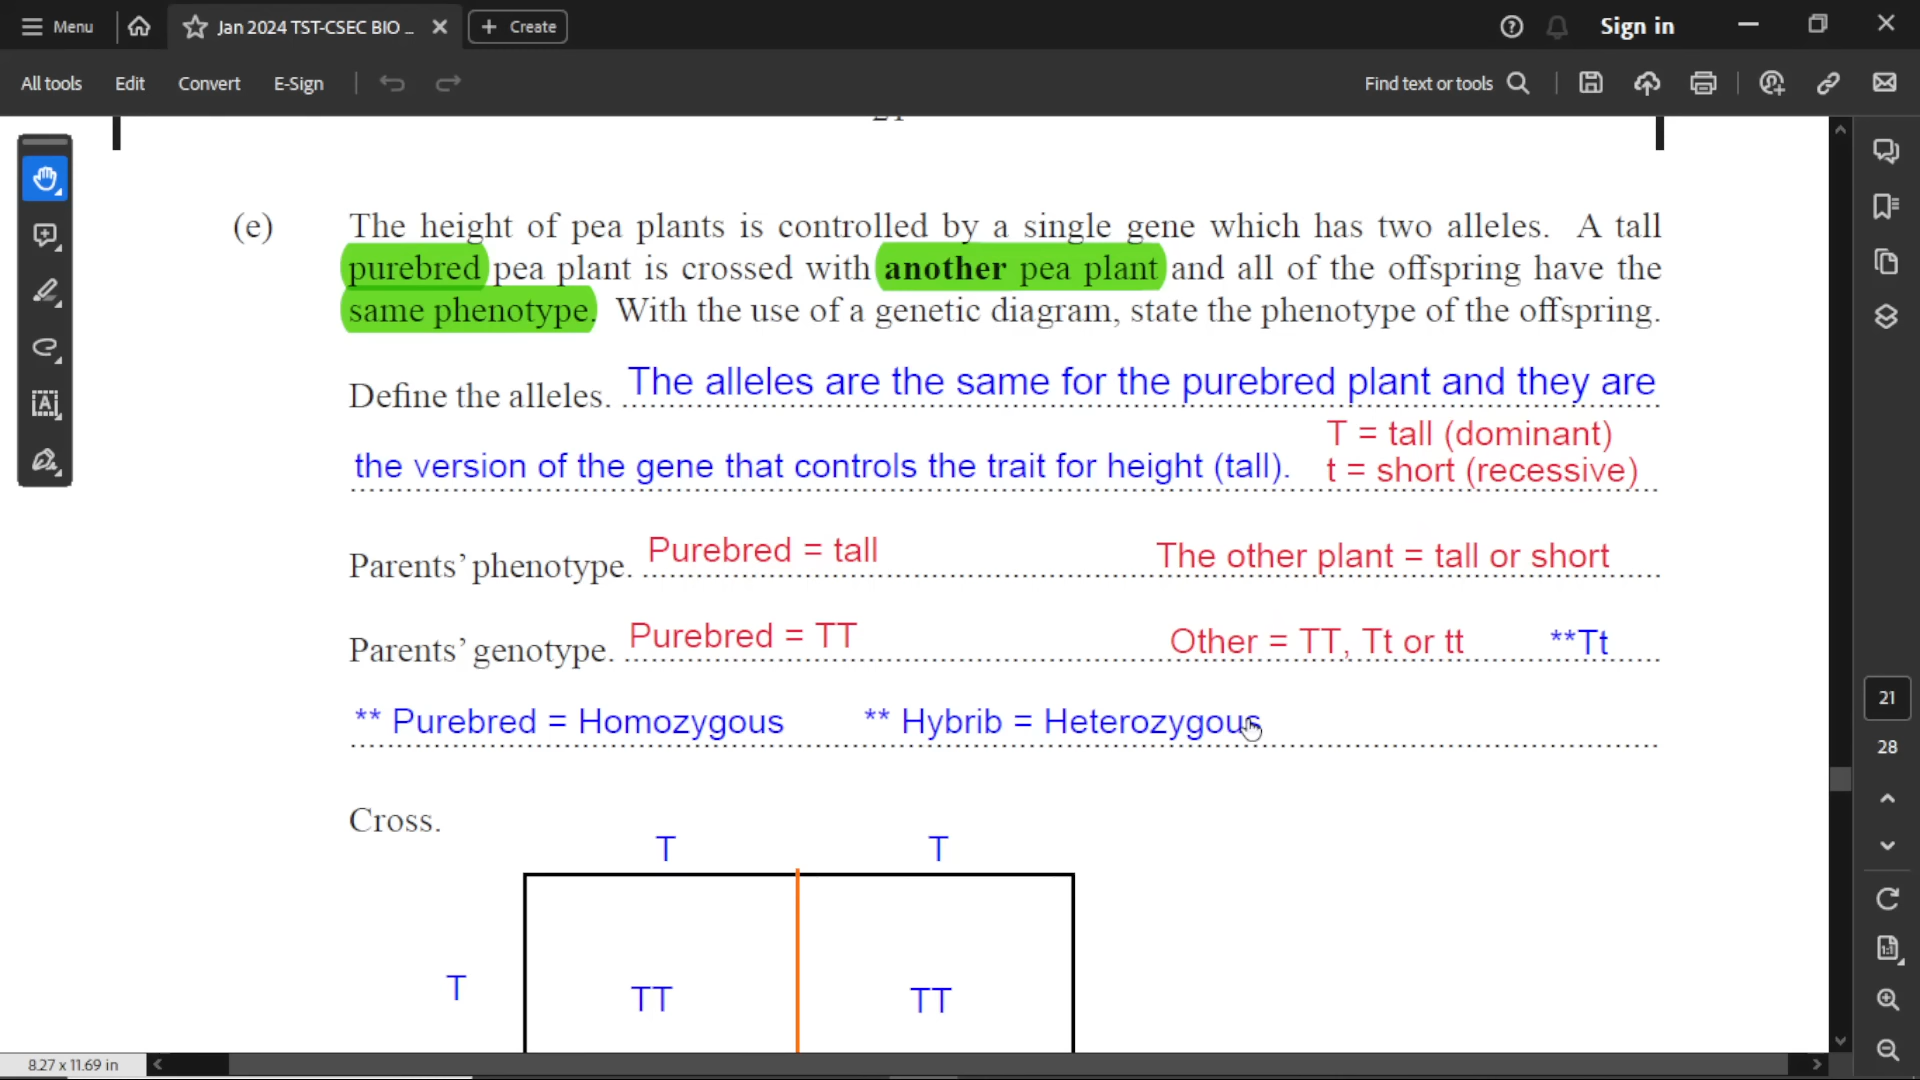 Menu
Jan 2024 TST-CSEC BIO _
Create
Sign in
All tools
Edit
Convert
E-Sign
Find text or tools
(e) The height of pea plants is controlled by a single gene which has two alleles. A tall
purebred pea plant is crossed with another pea plant and all of the offspring have the
same phenotype. With the use of a genetic diagram, state the phenotype of the offspring.
Define the alleles. The alleles are the same for the purebred plant and they are
T = tall (dominant)
the version of the gene that controls the trait for height (tall).
t = short (recessive)
Parents' phenotype. Purebred = tall The other plant = tall or short
Parents' genotype. Purebred = TT Other = TT, Tt or tt **Tt
** Purebred = Homozygous ** Hybrib = Heterozygous
Cross.
T T
T TT TT
21
28
8.27 x 11.69 in